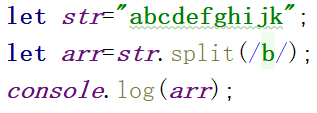 let str="abcdefghijk";
let arr=str.split(/b/);
console.log(arr);